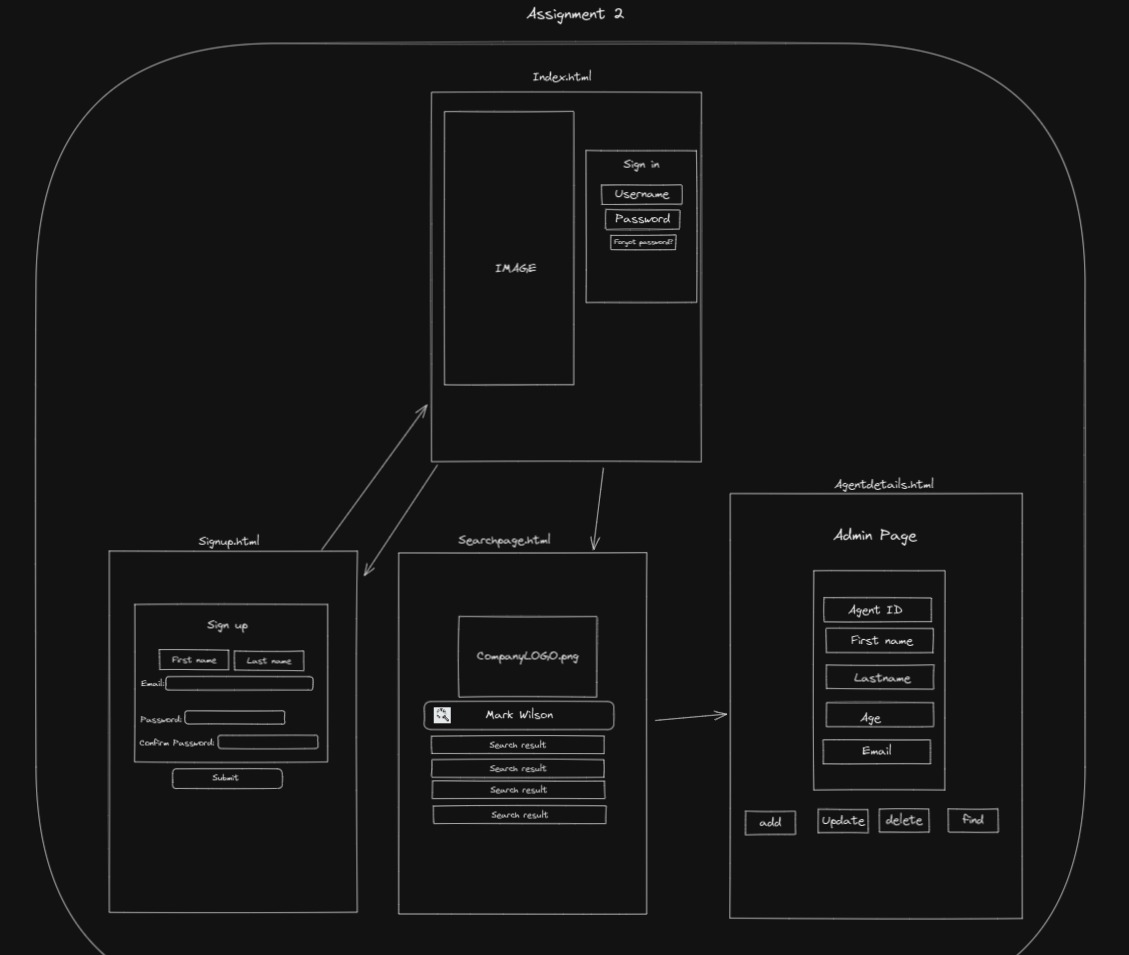 Assignment 2
Index.html
IMAGE
Sign in
Username
Password
Forgot password?
Signup.html
Sign up
First name Last name
Email:
Password:
Confirm Password:
Submit
Searchpage.html
CompanyLOGO.png
Mark Wilson
Search result
Search result
Search result
Search result
Agentdetails.html
Admin Page
Agent ID
First name
Lastname
Age
Email
add Update delete find